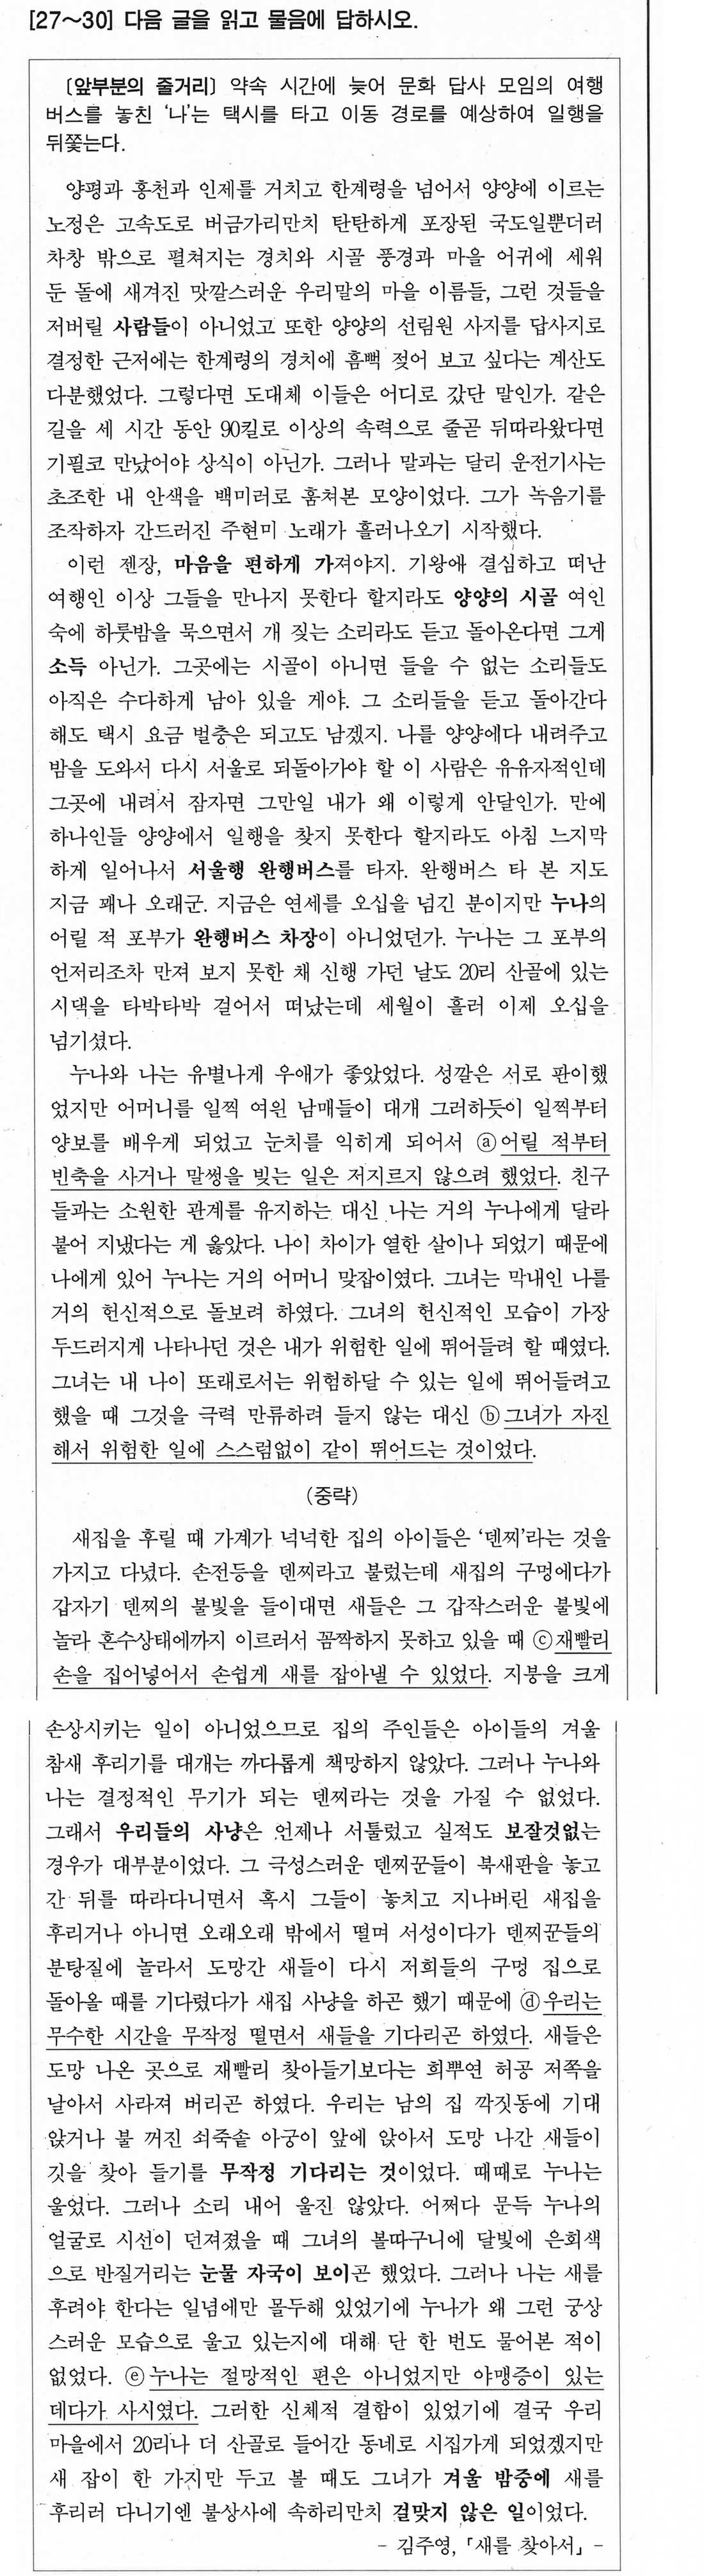 [27～30] 다음 글을 읽고 물음에 답하시오.
〔앞부분의 줄거리〕 약속 시간에 늦어 문화 답사 모임의 여행
버스를 놓친 ‘나’는 택시를 타고 이동 경로를 예상하여 일행을
뒤쫓는다.
양평과 홍천과 인제를 거치고 한계령을 넘어서 양양에 이르는
노정은 고속도로 버금가리만치 탄탄하게 포장된 국도일뿐더러
차창 밖으로 펼쳐지는 경치와 시골 풍경과 마을 어귀에 세워
둔 돌에 새겨진 맛깔스러운 우리말의 마을 이름들, 그런 것들을
저버릴 사람들이 아니었고 또한 양양의 선림원 사지를 답사지로
결정한 근저에는 한계령의 경치에 흠뻑 젖어 보고 싶다는 계산도
다분했었다. 그렇다면 도대체 이들은 어디로 갔단 말인가. 같은
길을 세 시간 동안 90킬로 이상의 속력으로 줄곧 뒤따라왔다면
기필코 만났어야 상식이 아닌가. 그러나 말과는 달리 운전기사는
초조한 내 안색을 백미러로 훔쳐본 모양이었다. 그가 녹음기를
조작하자 간드러진 주현미 노래가 흘러나오기 시작했다.
이런 젠장, 마음을 편하게 가져야지. 기왕에 결심하고 떠난
여행인 이상 그들을 만나지 못한다 할지라도 양양의 시골 여인
숙에 하룻밤을 묵으면서 개 짖는 소리라도 듣고 돌아온다면 그게
소득 아닌가. 그곳에는 시골이 아니면 들을 수 없는 소리들도
아직은 수다하게 남아 있을 게야. 그 소리들을 듣고 돌아간다
해도 택시 요금 벌충은 되고도 남겠지. 나를 양양에다 내려주고
밤을 도와서 다시 서울로 되돌아가야 할 이 사람은 유유자적인데
그곳에 내려서 잠자면 그만일 내가 왜 이렇게 안달인가. 만에
하나인들 양양에서 일행을 찾지 못한다 할지라도 아침 느지막
하게 일어나서 서울행 완행버스를 타자. 완행버스 타 본 지도
지금 꽤나 오래군. 지금은 연세를 오십을 넘긴 분이지만 누나의
어릴 적 포부가 완행버스 차장이 아니었던가. 누나는 그 포부의
언저리조차 만져 보지 못한 채 신행 가던 날도 20리 산골에 있는
시댁을 타박타박 걸어서 떠났는데 세월이 흘러 이제 오십을
넘기셨다.
누나와 나는 유별나게 우애가 좋았었다. 성깔은 서로 판이했
었지만 어머니를 일찍 여읜 남매들이 대개 그러하듯이 일찍부터
양보를 배우게 되었고 눈치를 익히게 되어서 ⓐ어릴 적부터
빈축을 사거나 말썽을 빚는 일은 저지르지 않으려 했었다. 친구
들과는 소원한 관계를 유지하는 대신 나는 거의 누나에게 달라
붙어 지냈다는 게 옳았다. 나이 차이가 열한 살이나 되었기 때문에
나에게 있어 누나는 거의 어머니 맞잡이였다. 그녀는 막내인 나를
거의 헌신적으로 돌보려 하였다. 그녀의 헌신적인 모습이 가장
두드러지게 나타나던 것은 내가 위험한 일에 뛰어들려 할 때였다.
그녀는 내 나이 또래로서는 위험하달 수 있는 일에 뛰어들려고
했을 때 그것을 극력 만류하려 들지 않는 대신 ⓑ그녀가 자진
해서 위험한 일에 스스럼없이 같이 뛰어드는 것이었다.
(중략)
새집을 후릴 때 가계가 넉넉한 집의 아이들은 ‘덴찌’라는 것을
가지고 다녔다. 손전등을 덴찌라고 불렀는데 새집의 구멍에다가
갑자기 덴찌의 불빛을 들이대면 새들은 그 갑작스러운 불빛에
놀라 혼수상태에까지 이르러서 꼼짝하지 못하고 있을 때 ⓒ재빨리
손을 집어넣어서 손쉽게 새를 잡아낼 수 있었다. 지붕을 크게
손상시키는 일이 아니었으므로 집의 주인들은 아이들의 겨울
참새 후리기를 대개는 까다롭게 책망하지 않았다. 그러나 누나와
나는 결정적인 무기가 되는 덴찌라는 것을 가질 수 없었다.
그래서 우리들의 사냥은 언제나 서툴렀고 실적도 보잘것없는
경우가 대부분이었다. 그 극성스러운 덴찌꾼들이 북새판을 놓고
간 뒤를 따라다니면서 혹시 그들이 놓치고 지나버린 새집을
후리거나 아니면 오래오래 밖에서 떨며 서성이다가 덴찌꾼들의
분탕질에 놀라서 도망간 새들이 다시 저희들의 구멍 집으로
돌아올 때를 기다렸다가 새집 사냥을 하곤 했기 때문에 ⓓ우리는
무수한 시간을 무작정 떨면서 새들을 기다리곤 하였다. 새들은
도망 나온 곳으로 재빨리 찾아들기보다는 희뿌연 허공 저쪽을
날아서 사라져 버리곤 하였다. 우리는 남의 집 깍짓동에 기대
앉거나 불 꺼진 쇠죽솥 아궁이 앞에 앉아서 도망 나간 새들이
깃을 찾아 들기를 무작정 기다리는 것이었다. 때때로 누나는
울었다. 그러나 소리 내어 울진 않았다. 어쩌다 문득 누나의
얼굴로 시선이 던져졌을 때 그녀의 볼따구니에 달빛에 은회색
으로 반질거리는 눈물 자국이 보이곤 했었다. 그러나 나는 새를
후려야 한다는 일념에만 몰두해 있었기에 누나가 왜 그런 궁상
스러운 모습으로 울고 있는지에 대해 단 한 번도 물어본 적이
없었다. ⓔ누나는 절망적인 편은 아니었지만 야맹증이 있는
데다가 사시였다. 그러한 신체적 결함이 있었기에 결국 우리
마을에서 20리나 더 산골로 들어간 동네로 시집가게 되었겠지만
새 잡이 한 가지만 두고 볼 때도 그녀가 겨울 밤중에 새를
후리러 다니기엔 불상사에 속하리만치 걸맞지 않은 일이었다.
- 김주영, 「새를 찾아서」 -